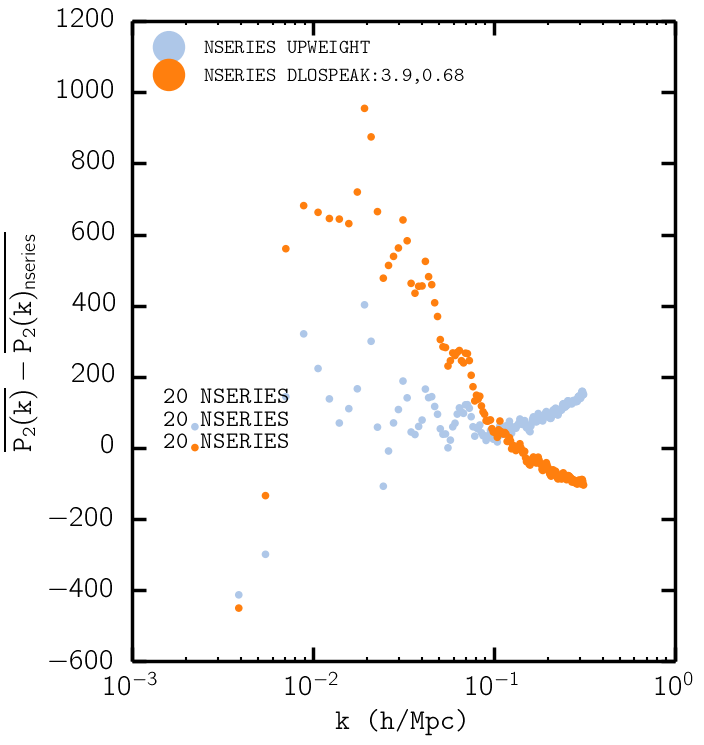 1200
1000
800
600
400
200
0
−200
−400
−600
NSERIES UPWEIGHT
NSERIES DLOSPEAK:3.9,0.68
20 NSERIES
20 NSERIES
20 NSERIES
P₂(k) − P₂(k)nseries
10⁻³ 10⁻² 10⁻¹ 10⁰
k (h/Mpc)